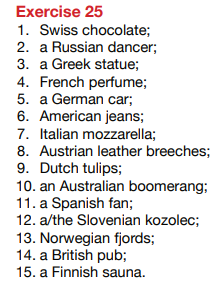 Exercise 25
1. Swiss chocolate;
2. a Russian dancer;
3. a Greek statue;
4. French perfume;
5. a German car;
6. American jeans;
7. Italian mozzarella;
8. Austrian leather breeches;
9. Dutch tulips;
10. an Australian boomerang;
11. a Spanish fan;
12. a/the Slovenian kozolec;
13. Norwegian fjords;
14. a British pub;
15. a Finnish sauna.